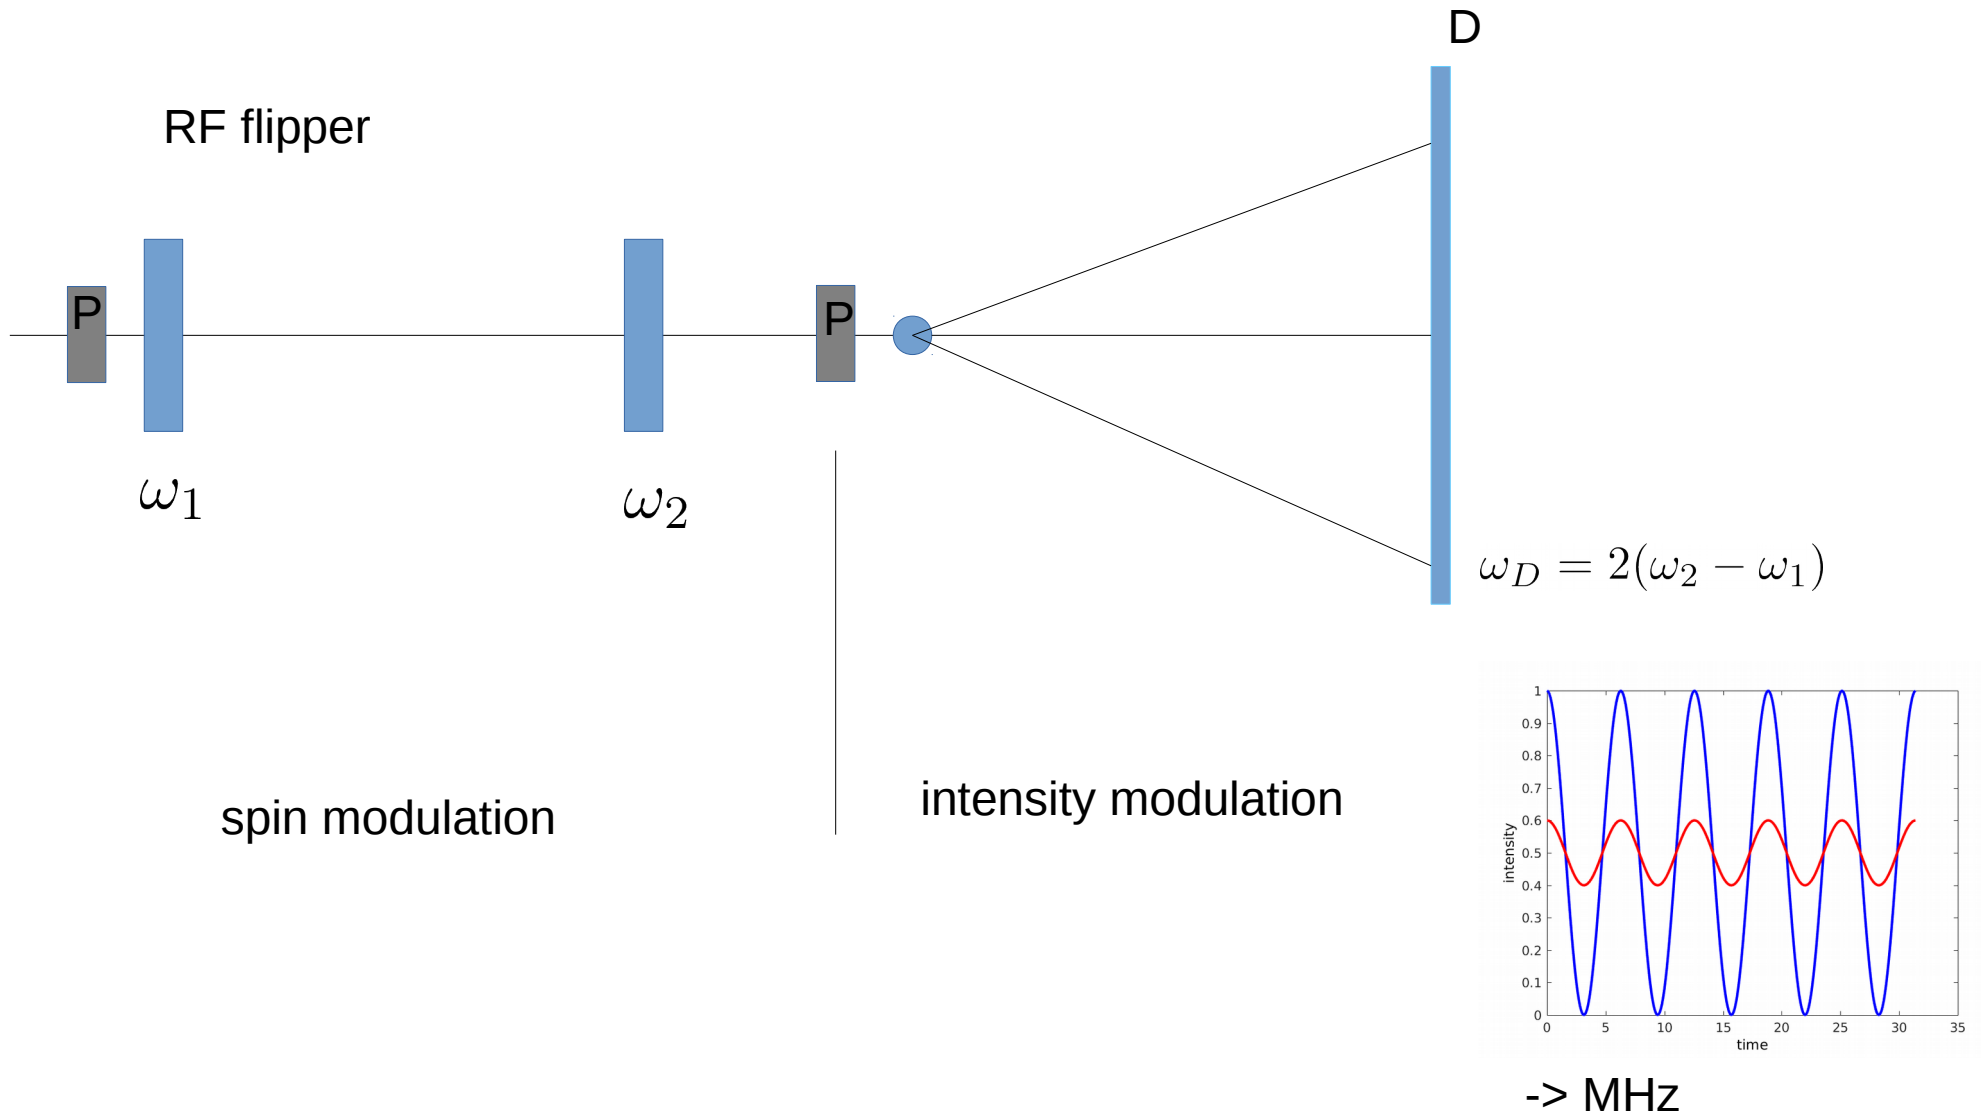 D
RF flipper
P
P
ω₁
ω₂
ω_D = 2(ω₂ − ω₁)
spin modulation
intensity modulation
1
0.9
0.8
0.7
0.6
0.5
0.4
0.3
0.2
0.1
0
intensity
0 5 10 15 20 25 30 35
time
-> MHz